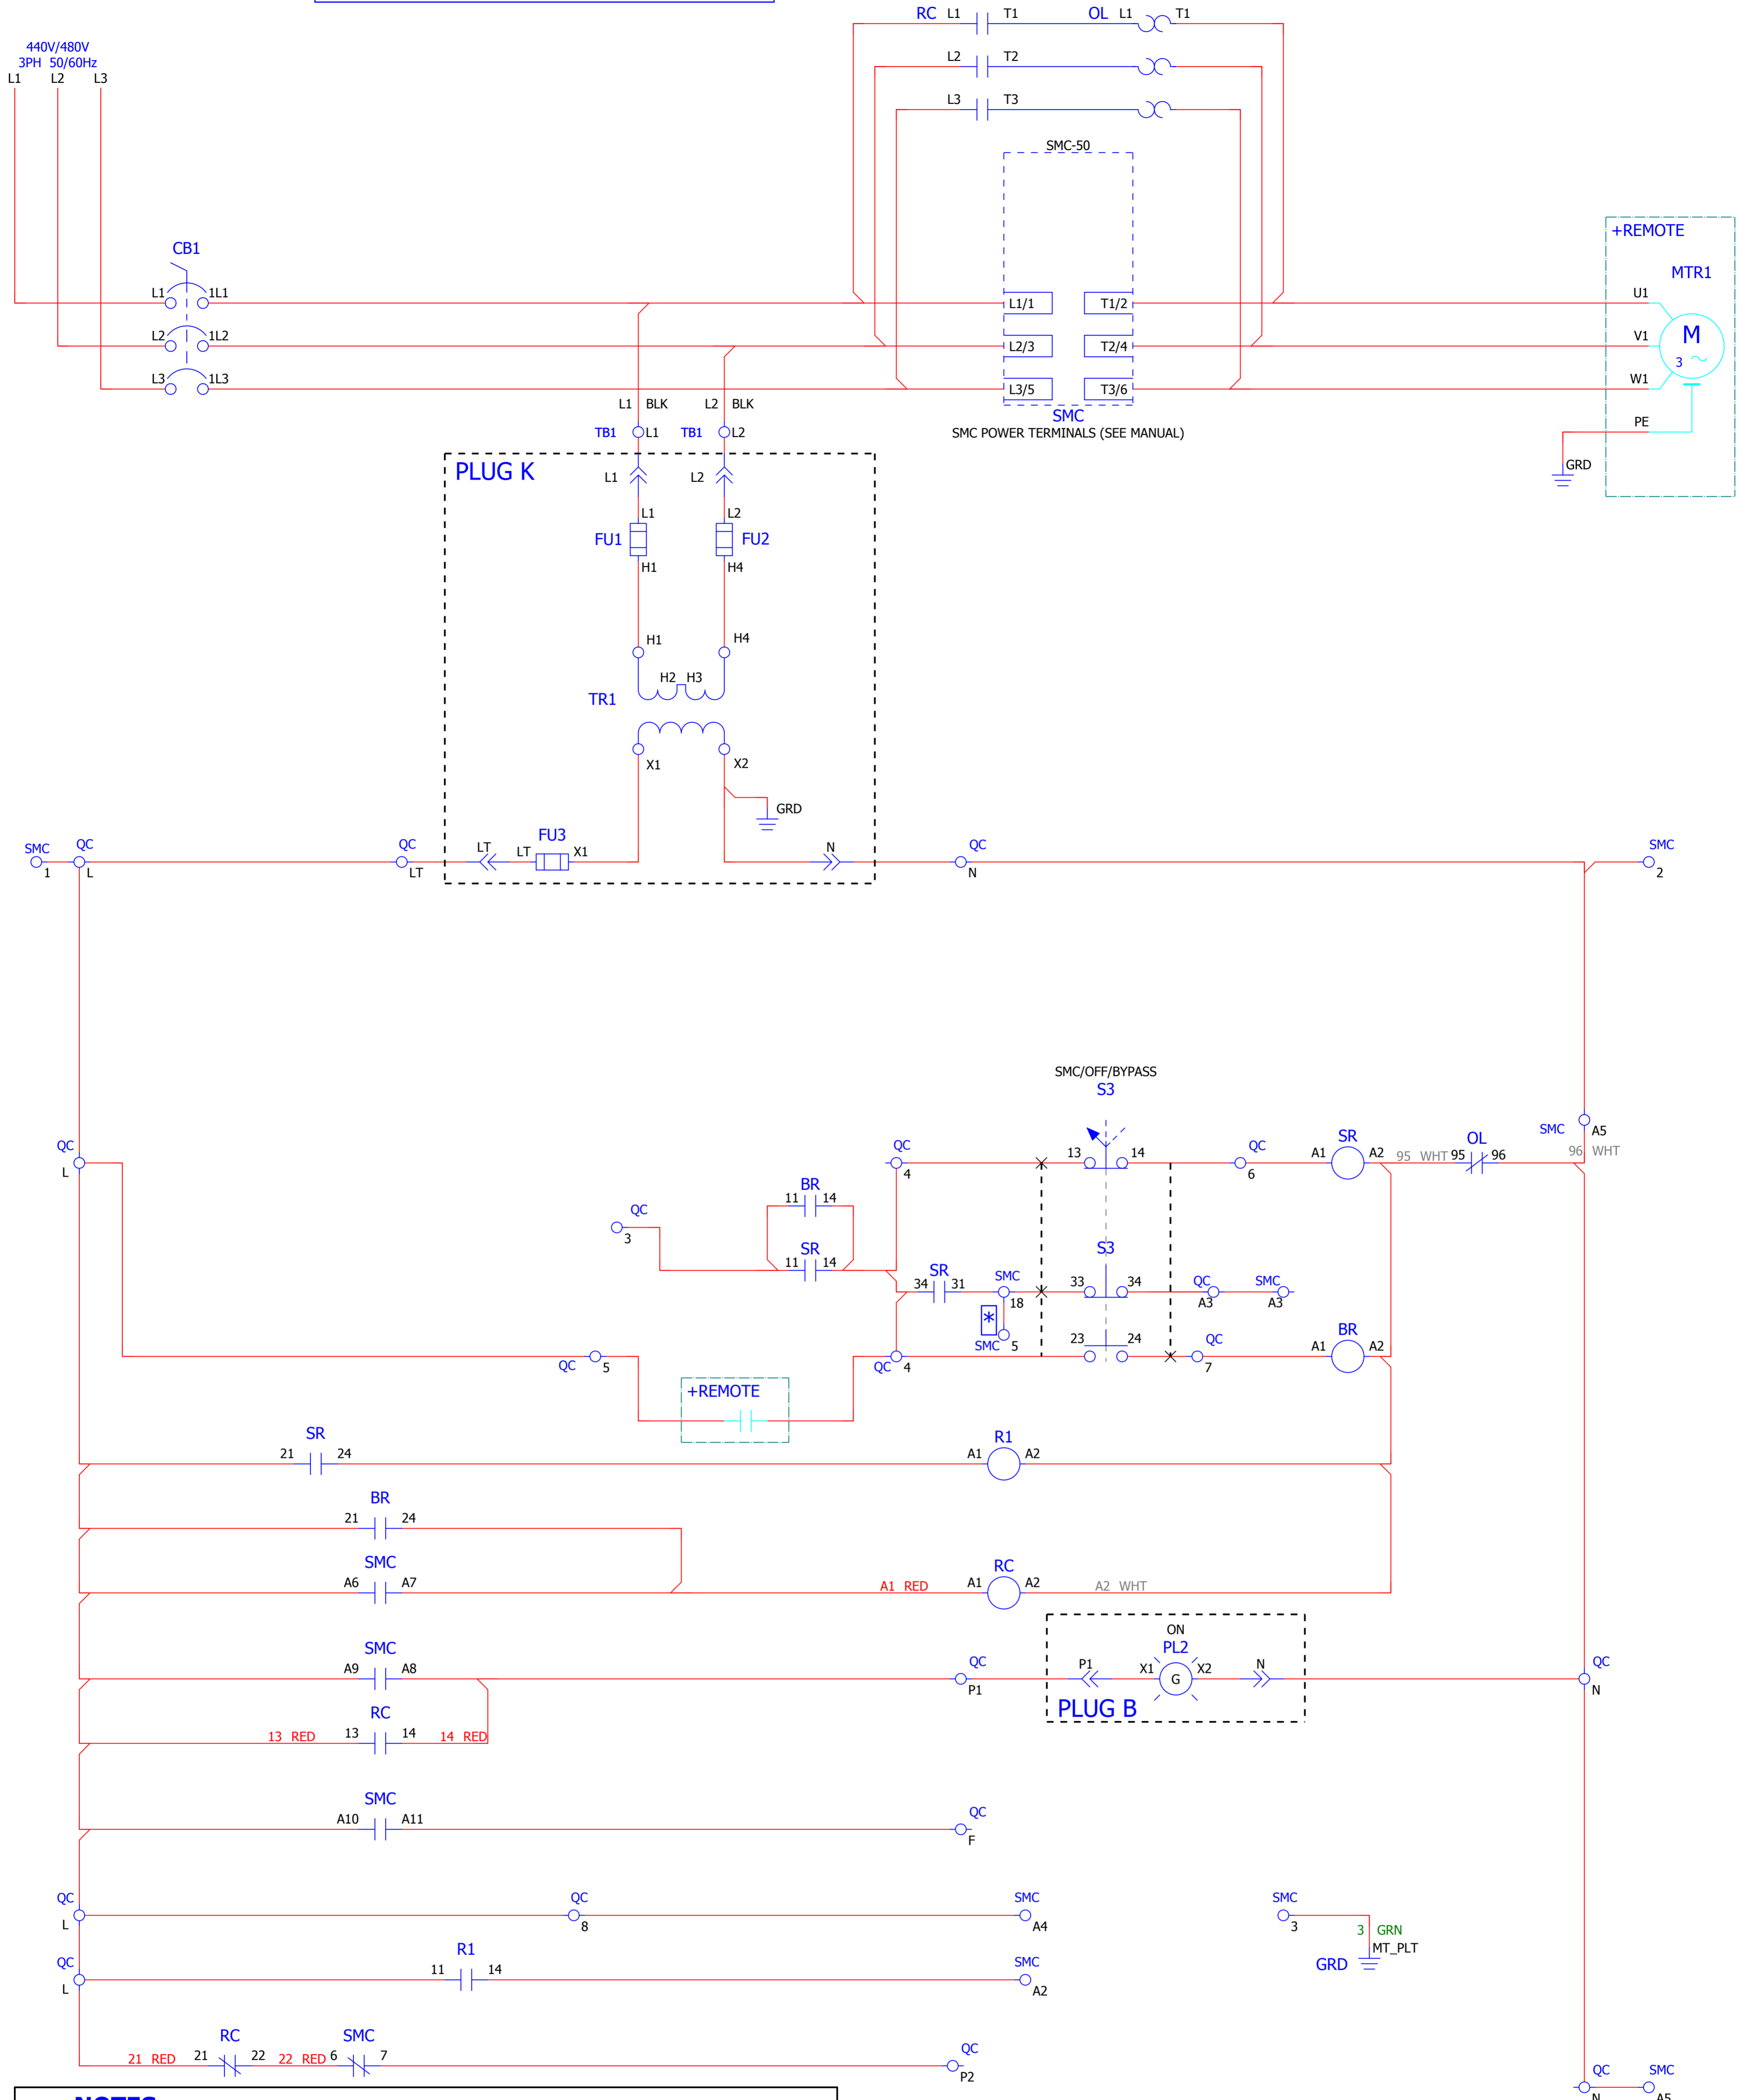 RC L1 T1 OL L1 T1
L2 T2
L3 T3
440V/480V
3PH 50/60Hz
L1 L2 L3
SMC-50
CB1
L1 1L1
L2 1L2
L3 1L3
L1/1 T1/2
L2/3 T2/4
L3/5 T3/6
SMC
SMC POWER TERMINALS (SEE MANUAL)
+REMOTE
MTR1
U1
V1
W1
PE
M
3
GRD
L1 BLK L2 BLK
TB1 L1 TB1 L2
PLUG K
L1 L2
L1 L2
FU1 FU2
H1 H4
H1 H4
H2 H3
TR1
X1 X2
GRD
FU3
SMC QC QC LT LT X1 N QC SMC
1 L LT N 2
SMC/OFF/BYPASS
S3
QC QC 13 14 QC SR OL SMC A5
L 4 6 A1 A2 95 WHT 95 96 96 WHT
BR
11 14
QC
3
SR
11 14
S3
SR SMC QC SMC
34 31 18 33 34 A3 A3
*
SMC 5 23 24 QC BR
QC 5 QC 4 7 A1 A2
+REMOTE
SR R1
21 24 A1 A2
BR
21 24
SMC RC
A6 A7 A1 RED A1 A2 A2 WHT
ON
SMC QC PL2 QC
A9 A8 P1 P1 X1 G X2 N N
PLUG B
RC
13 RED 13 14 14 RED
SMC QC
A10 A11 F
QC QC SMC SMC
L 8 A4 3
3 GRN
MT_PLT
GRD
QC R1 SMC
L 11 14 A2
RC SMC QC
21 RED 21 22 22 RED 6 7 P2
QC SMC
N A5
NOTES